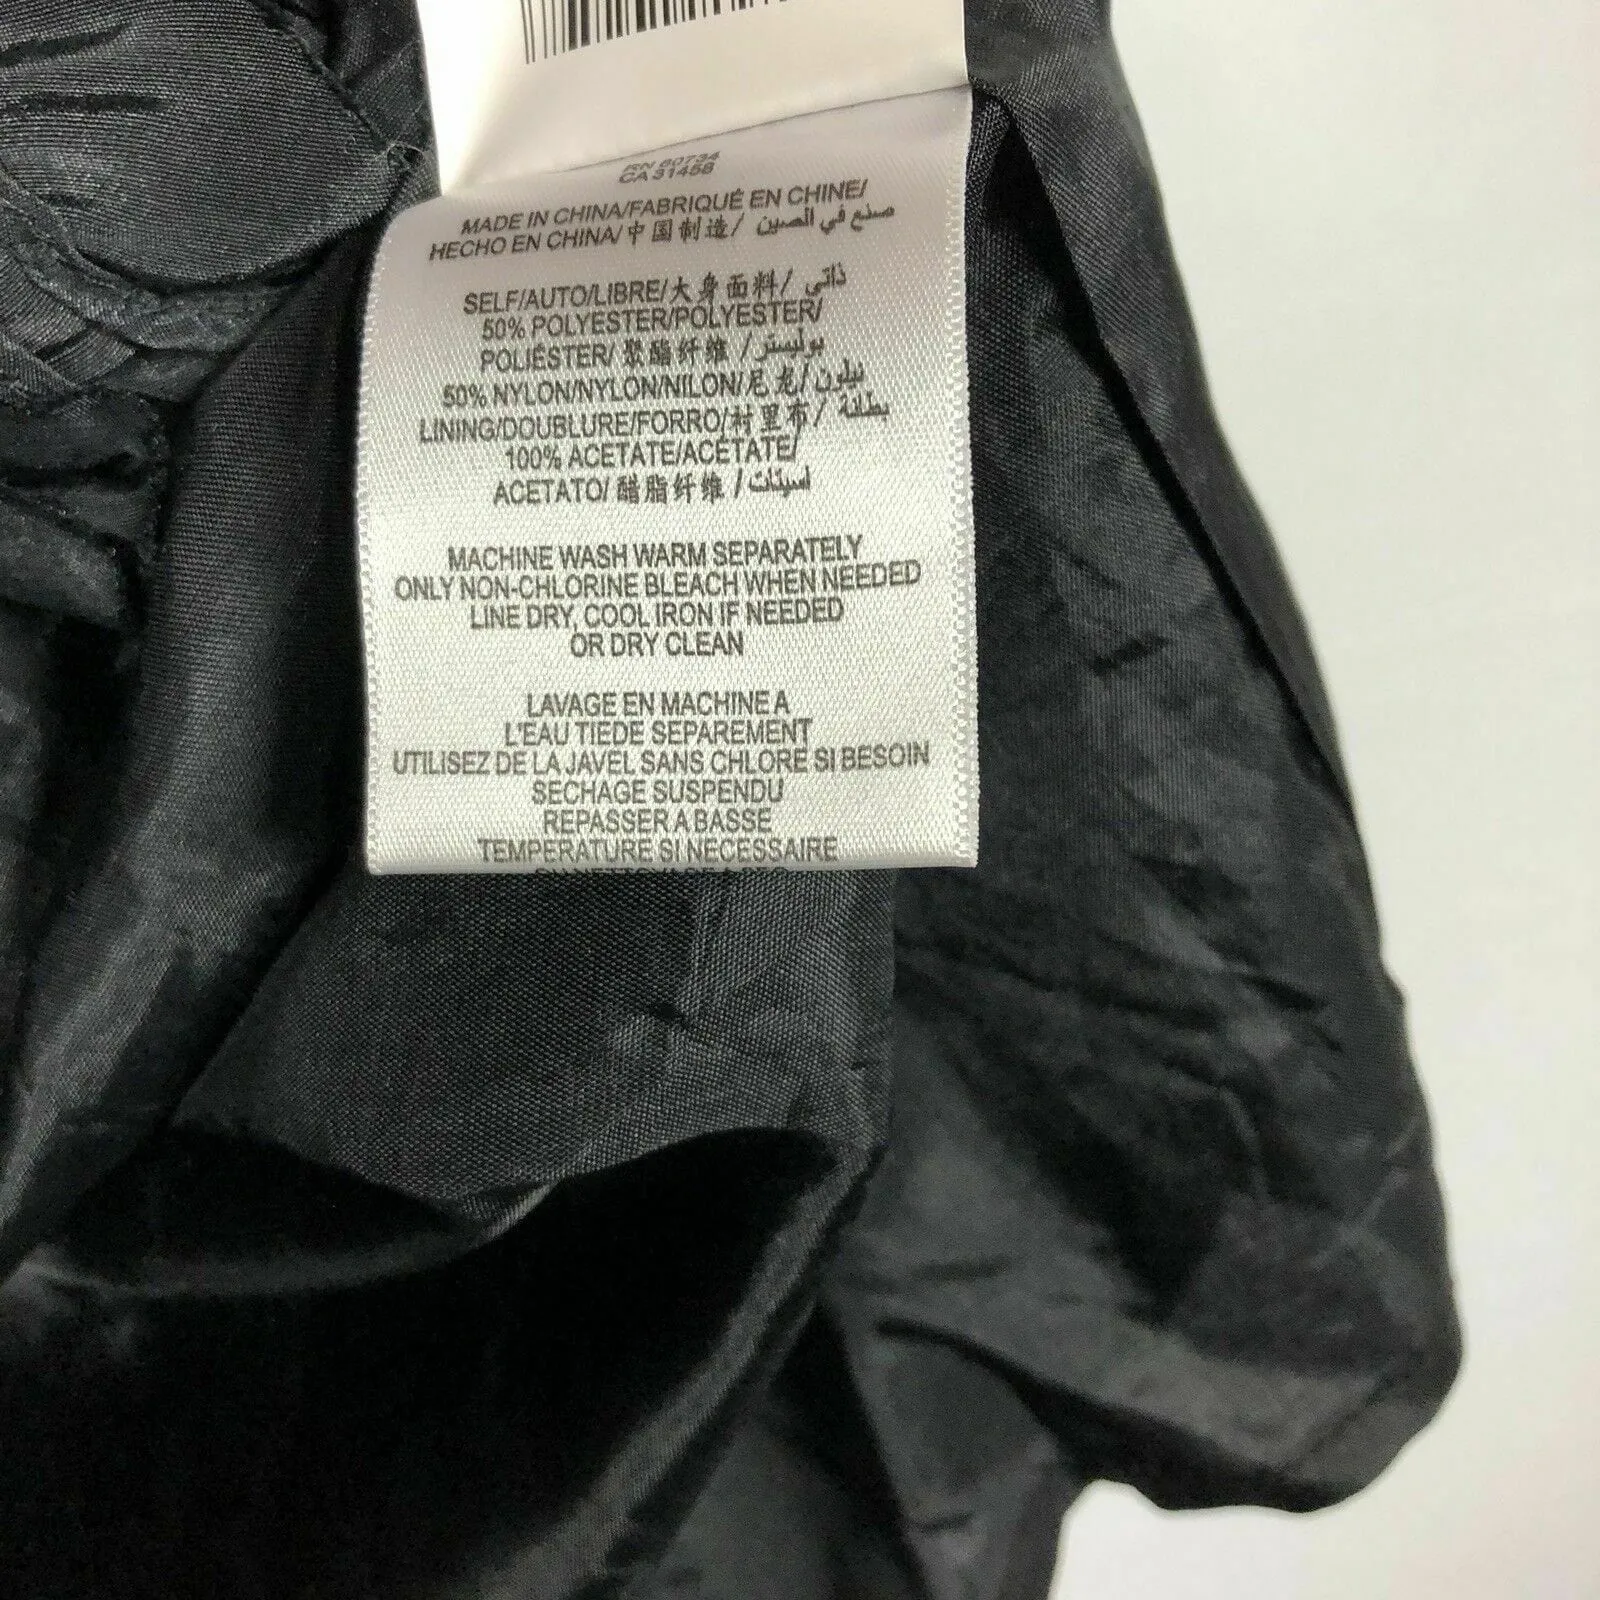 RN 60734
CA 31458
MADE IN CHINA/FABRIQUÉ EN CHINE/
HECHO EN CHINA/中国制造/ صنع في الصين
SELF/AUTO/LIBRE/大身面料/ ذاتي
50% POLYESTER/POLYESTER/
POLIÉSTER/ 聚酯纤维 /بوليستر
50% NYLON/NYLON/NILON/尼龙/ نيلون
LINING/DOUBLURE/FORRO/村里布/ بطانة
100% ACETATE/ACÉTATE/
ACETATO/ 醋脂纤维 /اسيتات
MACHINE WASH WARM SEPARATELY
ONLY NON-CHLORINE BLEACH WHEN NEEDED
LINE DRY, COOL IRON IF NEEDED
OR DRY CLEAN
LAVAGE EN MACHINE A
L'EAU TIEDE SEPAREMENT
UTILISEZ DE LA JAVEL SANS CHLORE SI BESOIN
SECHAGE SUSPENDU
REPASSER A BASSE
TEMPERATURE SI NECESSAIRE